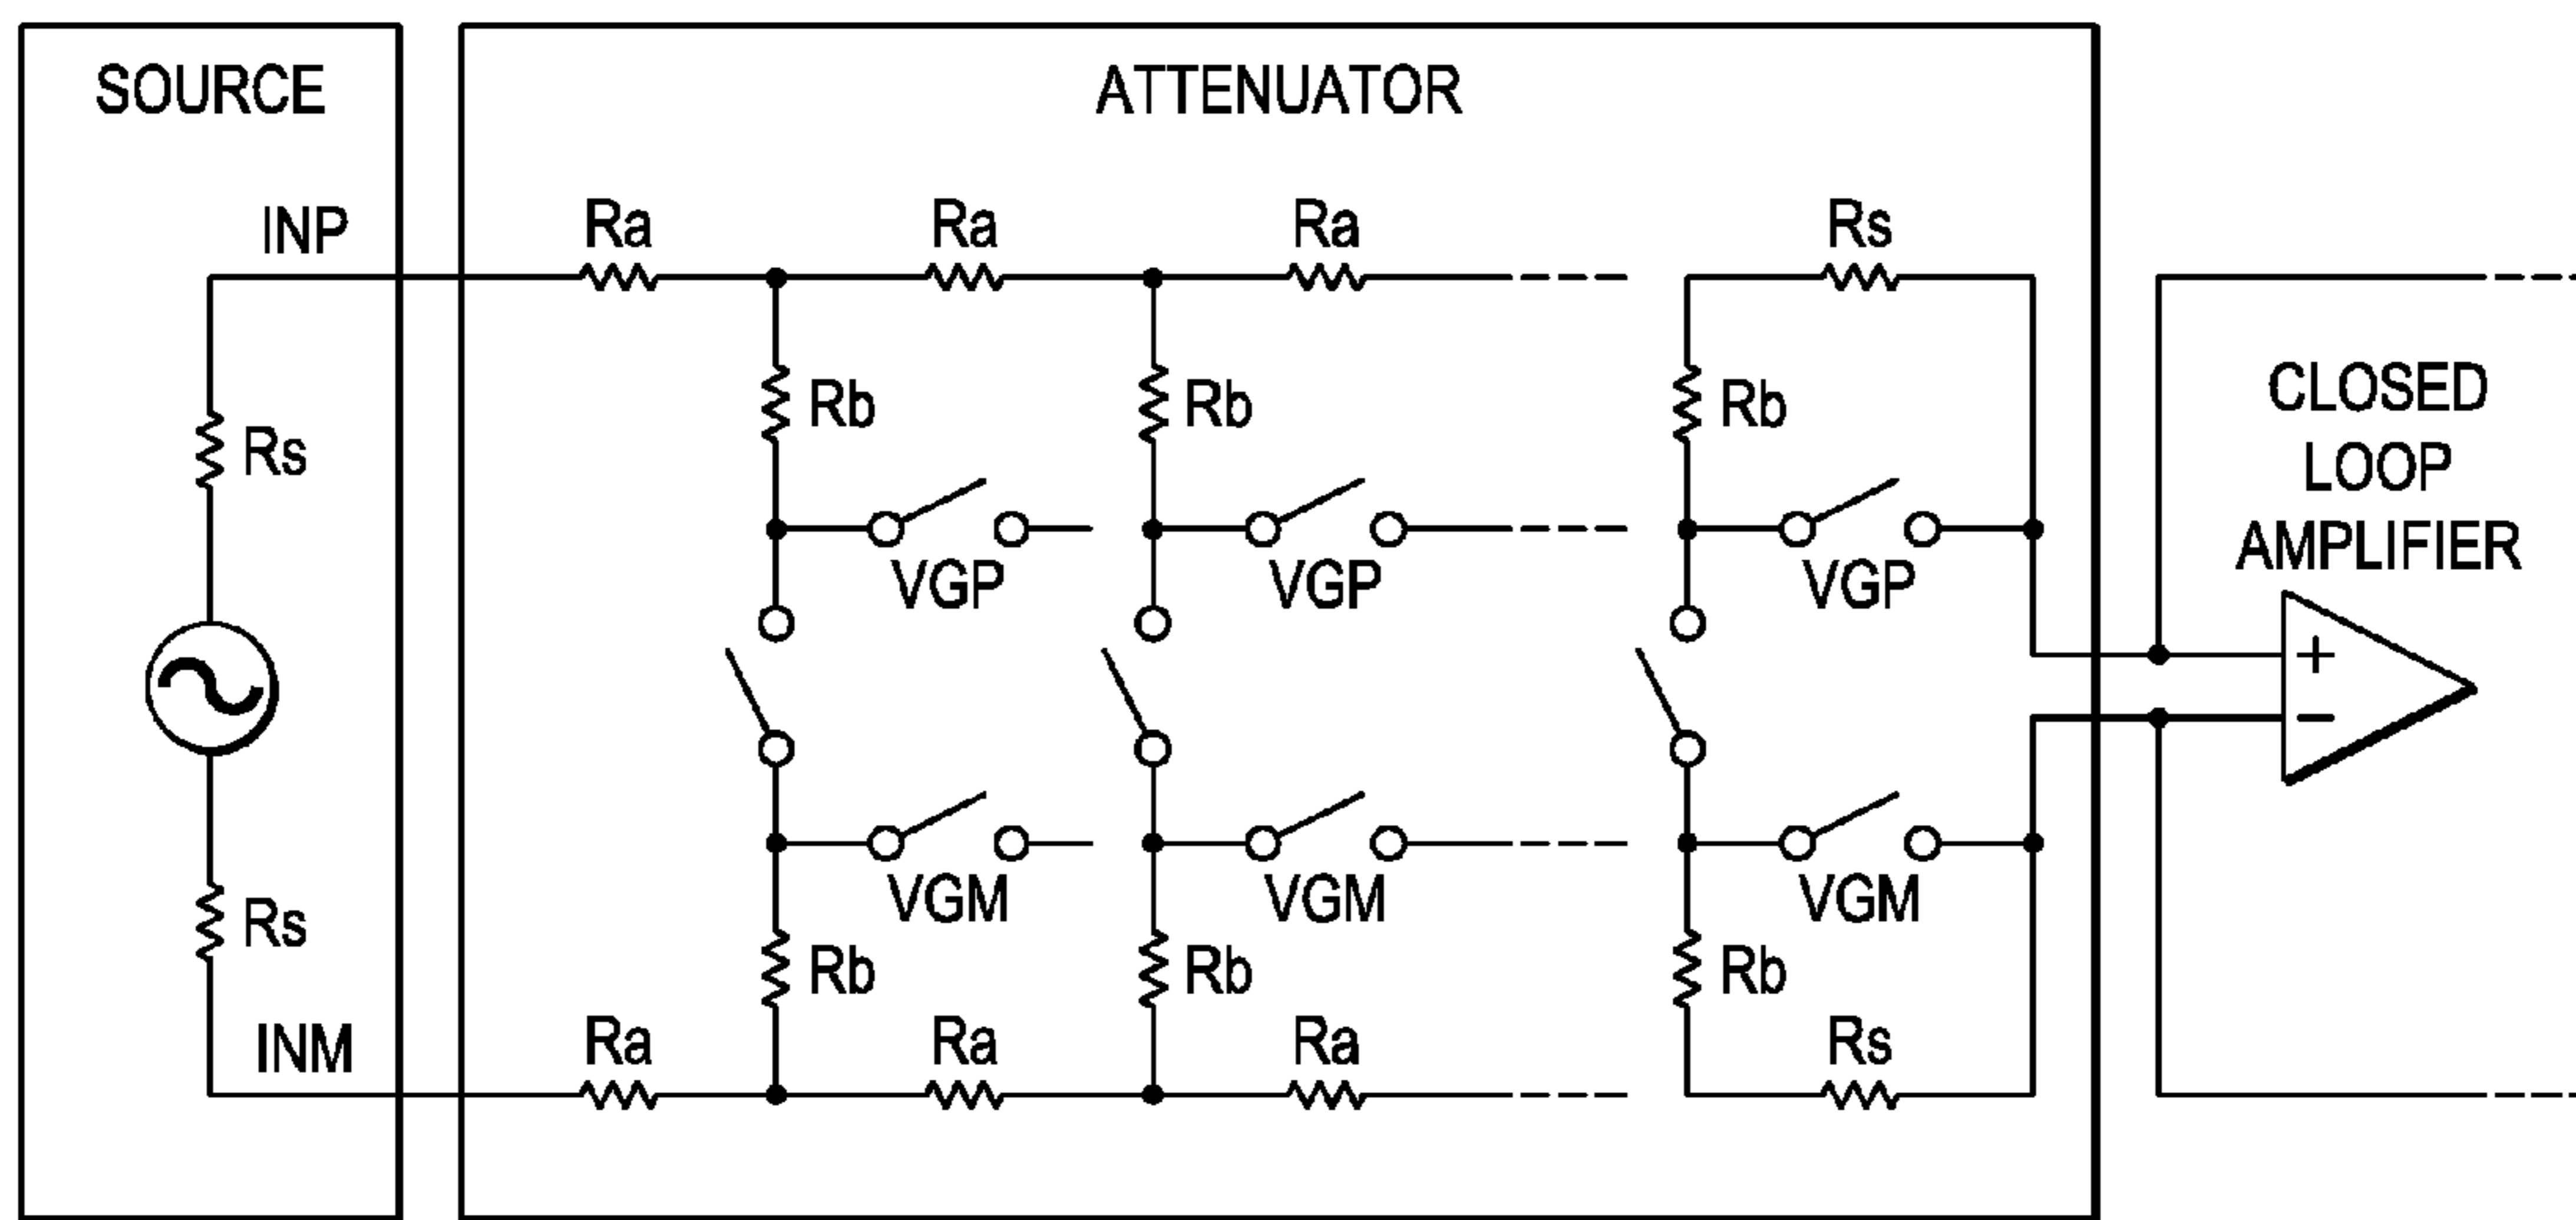 SOURCE
ATTENUATOR
INP
Ra
Ra
Ra
Rs
Rs
Rb
Rb
Rb
CLOSED
LOOP
AMPLIFIER
VGP
VGP
VGP
+
−
VGM
VGM
VGM
Rs
Rb
Rb
Rb
INM
Ra
Ra
Ra
Rs